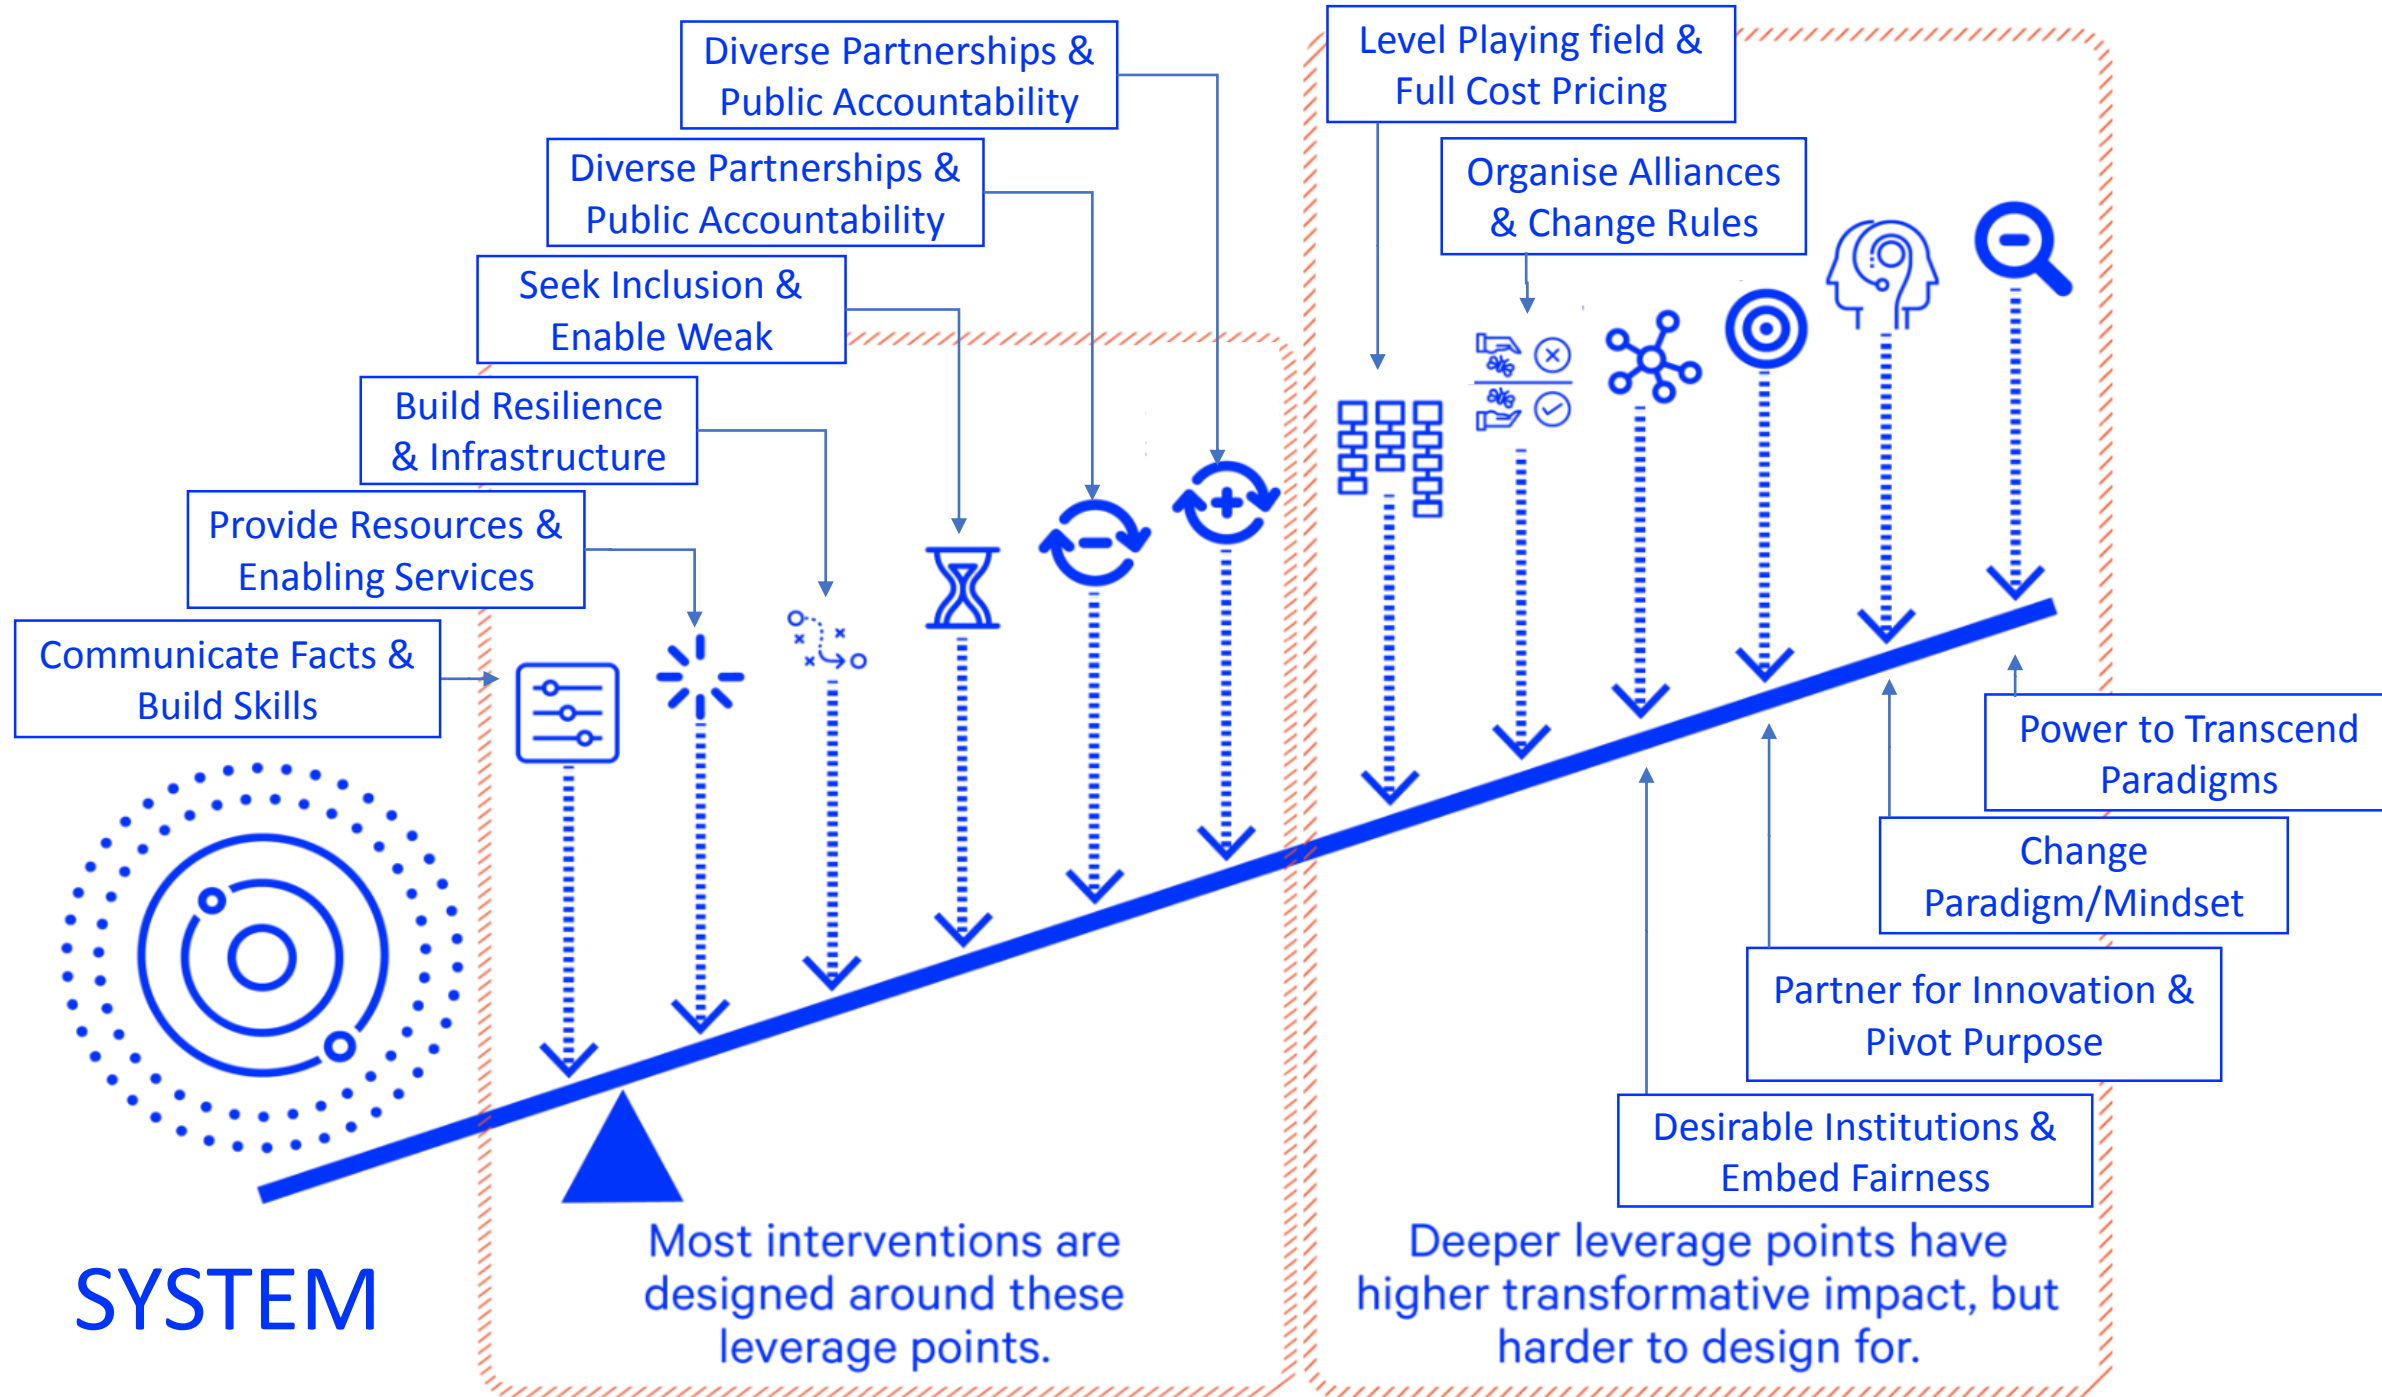 Diverse Partnerships &
Public Accountability
Diverse Partnerships &
Public Accountability
Seek Inclusion &
Enable Weak
Build Resilience
& Infrastructure
Provide Resources &
Enabling Services
Communicate Facts &
Build Skills
Level Playing field &
Full Cost Pricing
Organise Alliances
& Change Rules
Power to Transcend
Paradigms
Change
Paradigm/Mindset
Partner for Innovation &
Pivot Purpose
Desirable Institutions &
Embed Fairness
SYSTEM
Most interventions are
designed around these
leverage points.
Deeper leverage points have
higher transformative impact, but
harder to design for.